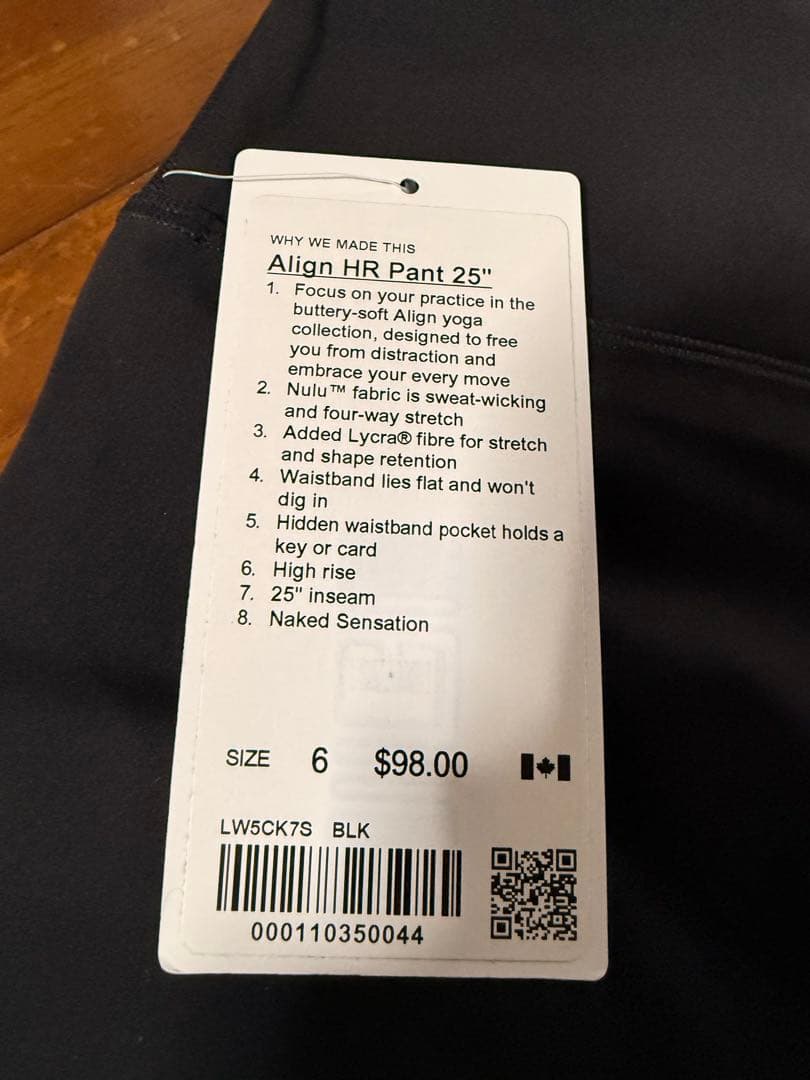 WHY WE MADE THIS
Align HR Pant 25"
1. Focus on your practice in the
buttery-soft Align yoga
collection, designed to free
you from distraction and
embrace your every move
2. Nulu™ fabric is sweat-wicking
and four-way stretch
3. Added Lycra® fibre for stretch
and shape retention
4. Waistband lies flat and won't
dig in
5. Hidden waistband pocket holds a
key or card
6. High rise
7. 25" inseam
8. Naked Sensation
SIZE 6 $98.00
LW5CK7S BLK
000110350044